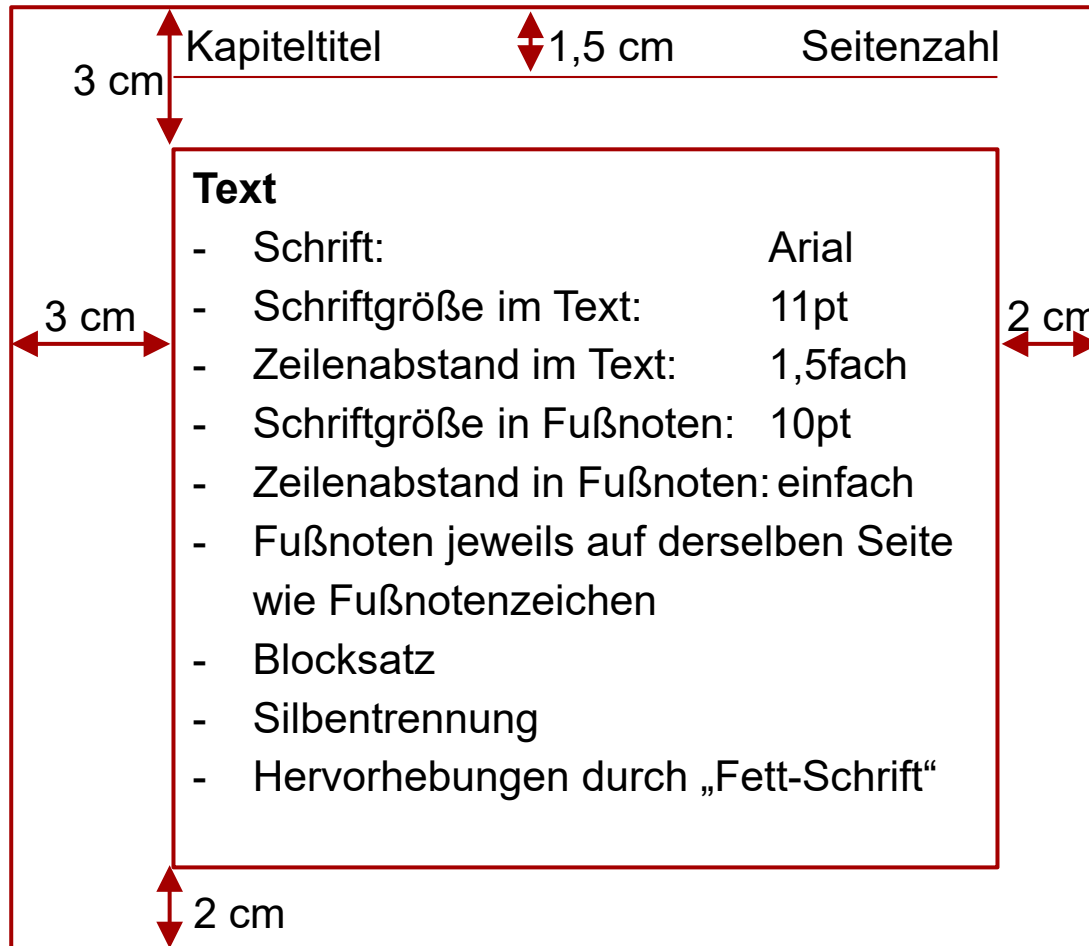 Kapiteltitel 1,5 cm Seitenzahl
3 cm
Text
- Schrift: Arial
- Schriftgröße im Text: 11pt
3 cm
2 cm
- Zeilenabstand im Text: 1,5fach
- Schriftgröße in Fußnoten: 10pt
- Zeilenabstand in Fußnoten: einfach
- Fußnoten jeweils auf derselben Seite
wie Fußnotenzeichen
- Blocksatz
- Silbentrennung
- Hervorhebungen durch „Fett-Schrift“
2 cm